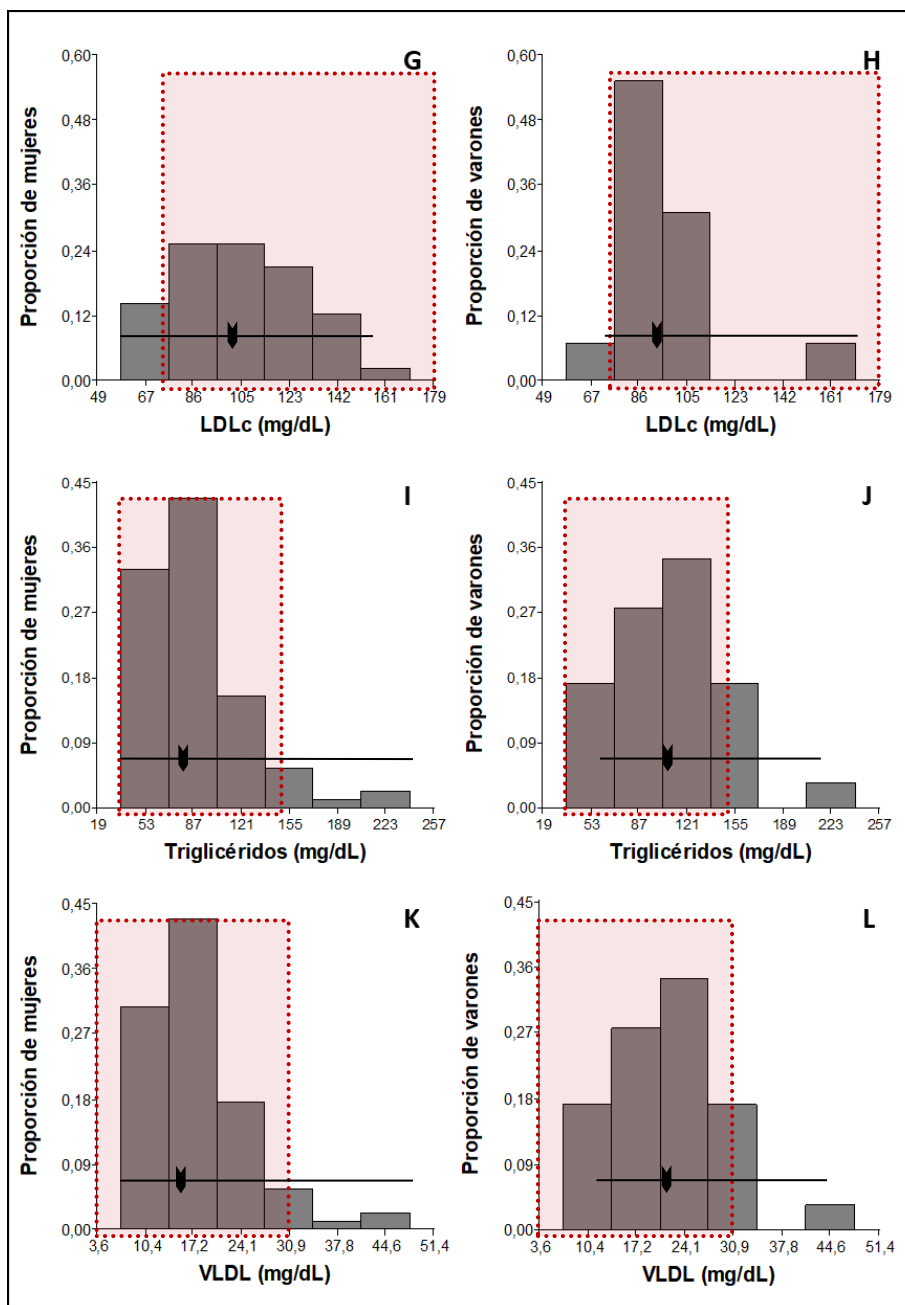 G
Proporción de mujeres
0,60
0,48
0,36
0,24
0,12
0,00
49 67 86 105 123 142 161 179
LDLc (mg/dL)
H
Proporción de varones
0,60
0,48
0,36
0,24
0,12
0,00
49 67 86 105 123 142 161 179
LDLc (mg/dL)
I
Proporción de mujeres
0,45
0,36
0,27
0,18
0,09
0,00
19 53 87 121 155 189 223 257
Triglicéridos (mg/dL)
J
Proporción de varones
0,45
0,36
0,27
0,18
0,09
0,00
19 53 87 121 155 189 223 257
Triglicéridos (mg/dL)
K
Proporción de mujeres
0,45
0,36
0,27
0,18
0,09
0,00
3,6 10,4 17,2 24,1 30,9 37,8 44,6 51,4
VLDL (mg/dL)
L
Proporción de varones
0,45
0,36
0,27
0,18
0,09
0,00
3,6 10,4 17,2 24,1 30,9 37,8 44,6 51,4
VLDL (mg/dL)